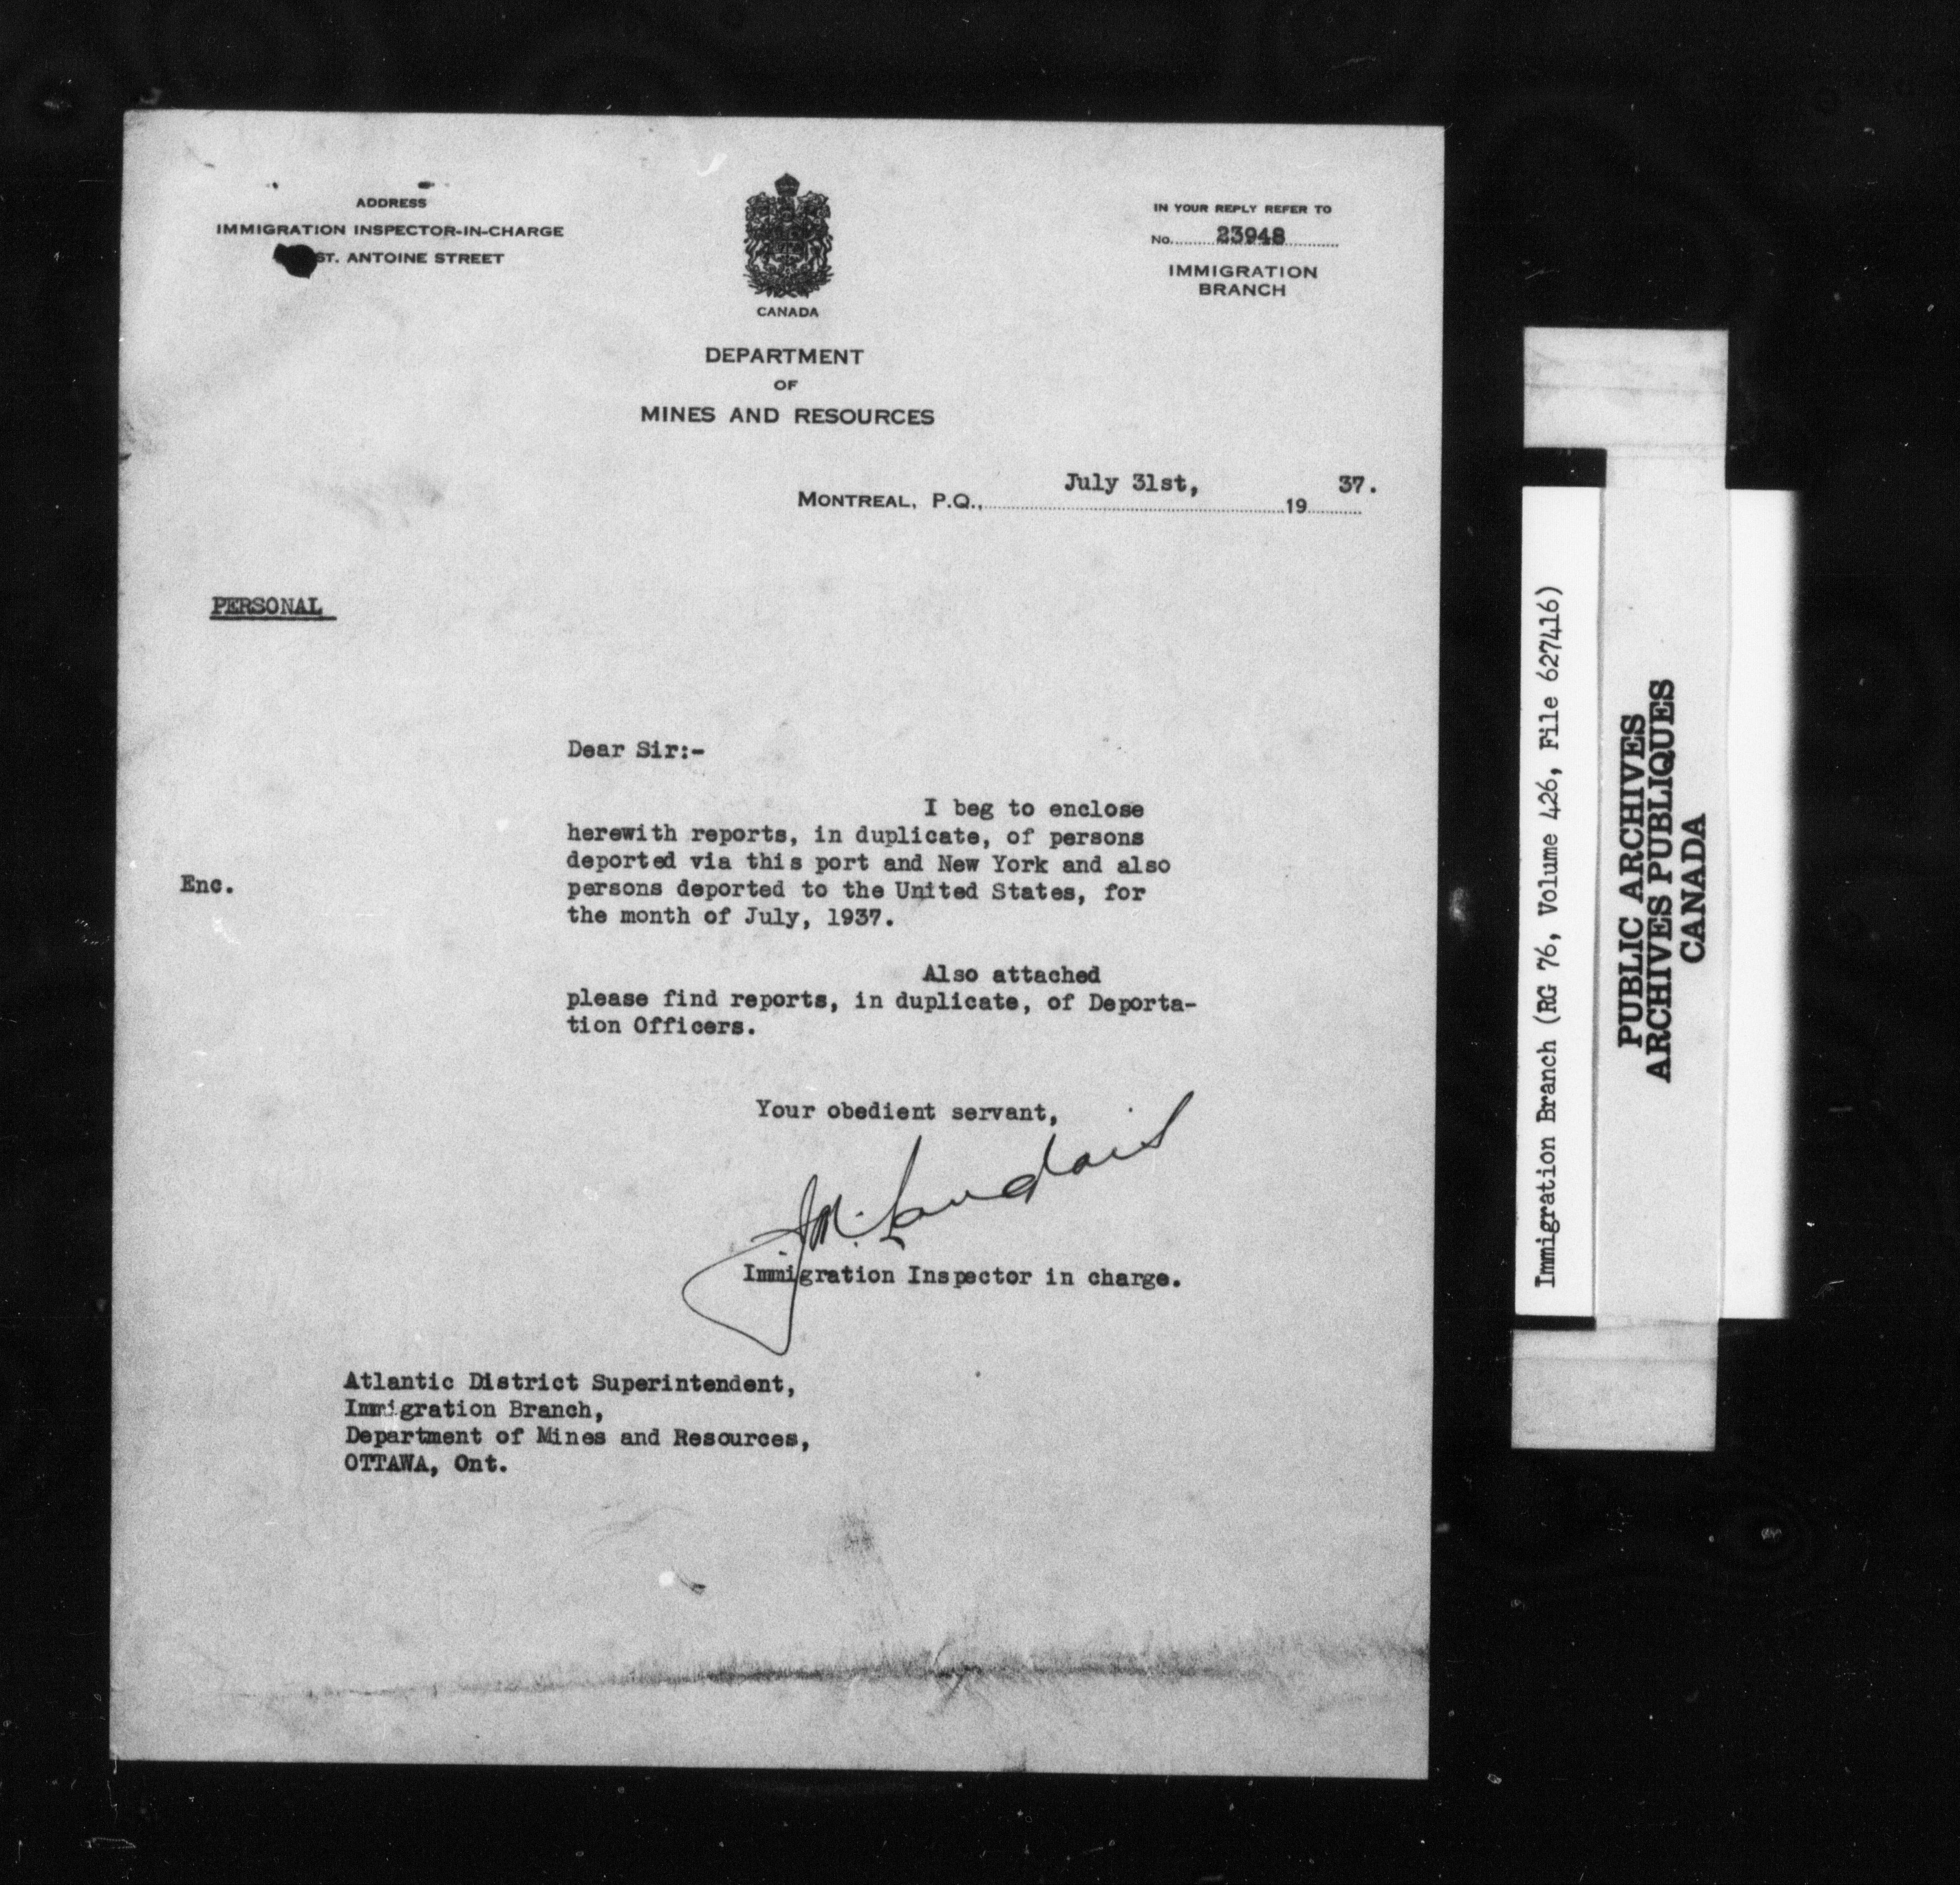 ADDRESS
IMMIGRATION INSPECTOR-IN-CHARGE
ST. ANTOINE STREET
CANADA
IN YOUR REPLY REFER TO
No. 23948
IMMIGRATION
BRANCH
DEPARTMENT
OF
MINES AND RESOURCES
MONTREAL, P.Q., July 31st, 19 37.
PERSONAL
Dear Sir:-
I beg to enclose
herewith reports, in duplicate, of persons
deported via this port and New York and also
persons deported to the United States, for
the month of July, 1937.
Enc.
Also attached
please find reports, in duplicate, of Deporta-
tion Officers.
Your obedient servant,
Immigration Inspector in charge.
Atlantic District Superintendent,
Immigration Branch,
Department of Mines and Resources,
OTTAWA, Ont.
Immigration Branch (RG 76, Volume 426, File 627416)
PUBLIC ARCHIVES
ARCHIVES PUBLIQUES
CANADA